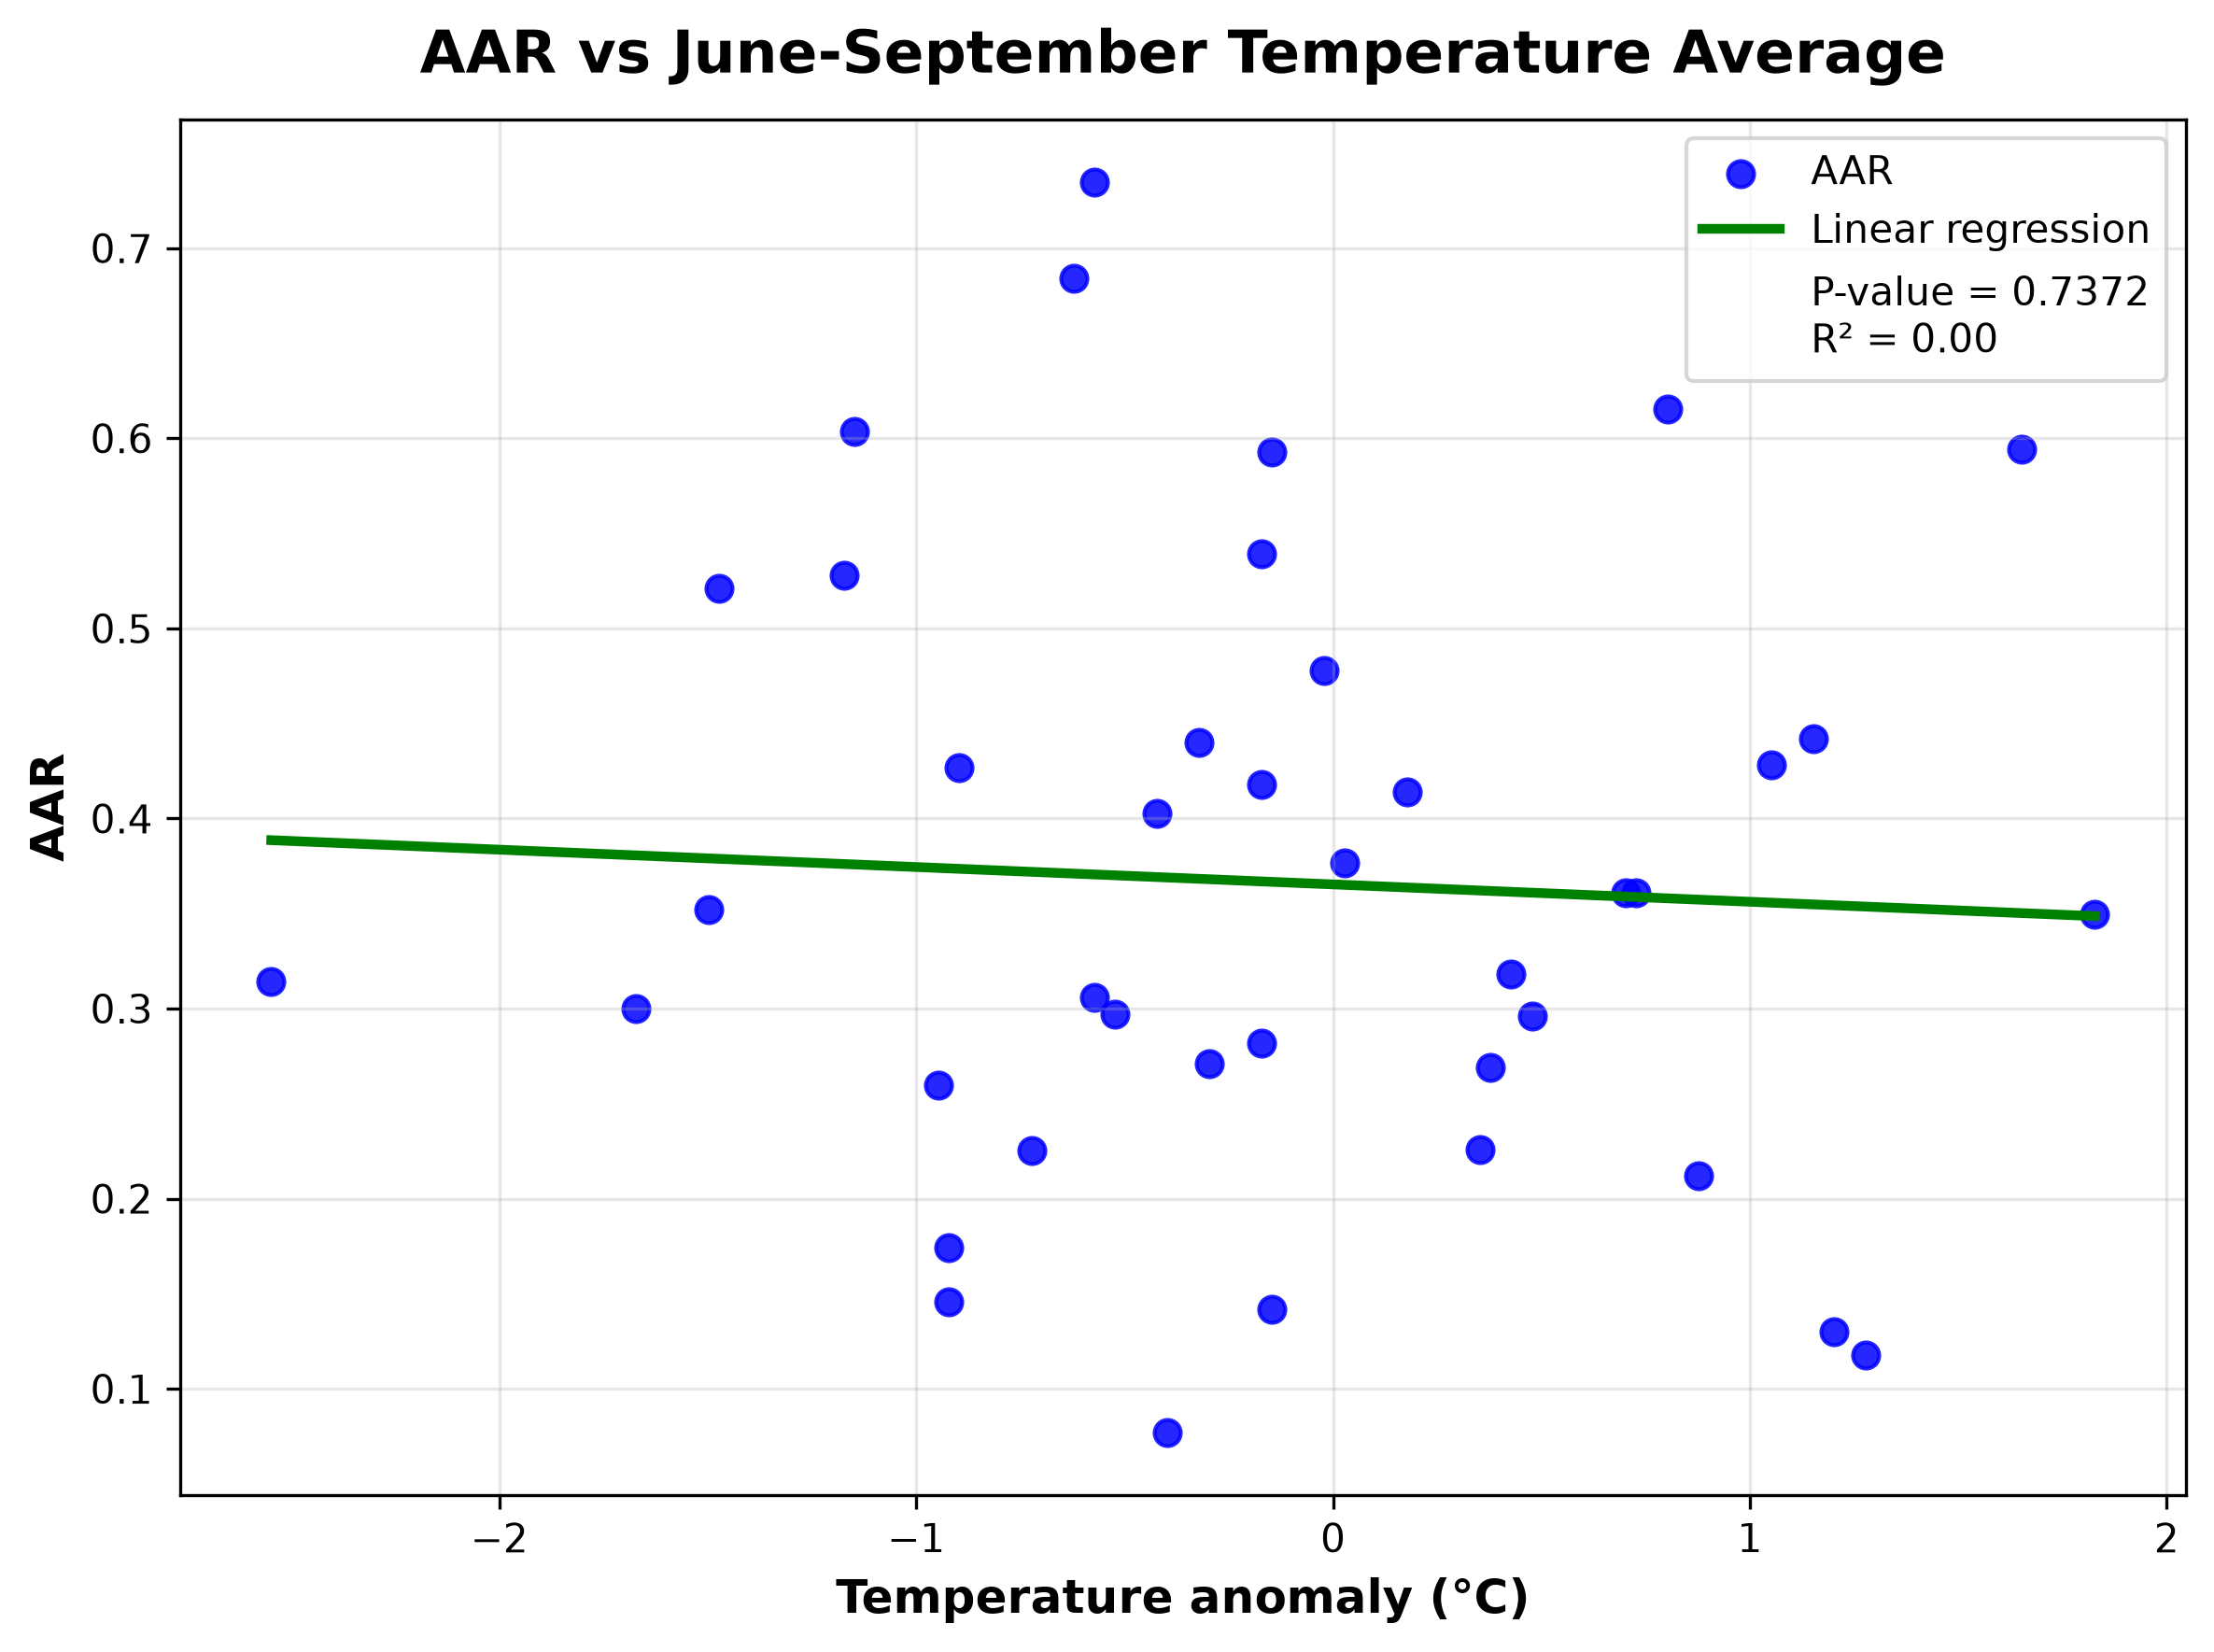 AAR vs June-September Temperature Average
AAR
Linear regression
P-value = 0.7372
R² = 0.00
0.7
0.6
0.5
0.4
0.3
0.2
0.1
AAR
−2
−1
0
1
2
Temperature anomaly (°C)